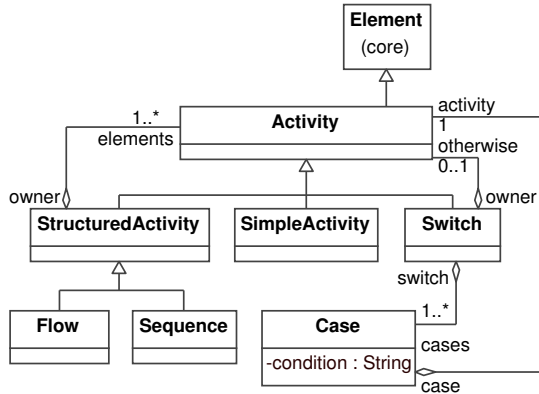 Element
(core)
activity
1..*
Activity
1
elements
otherwise
0..1
owner
owner
StructuredActivity
SimpleActivity
Switch
switch
1..*
Flow
Sequence
Case
cases
-condition : String
case